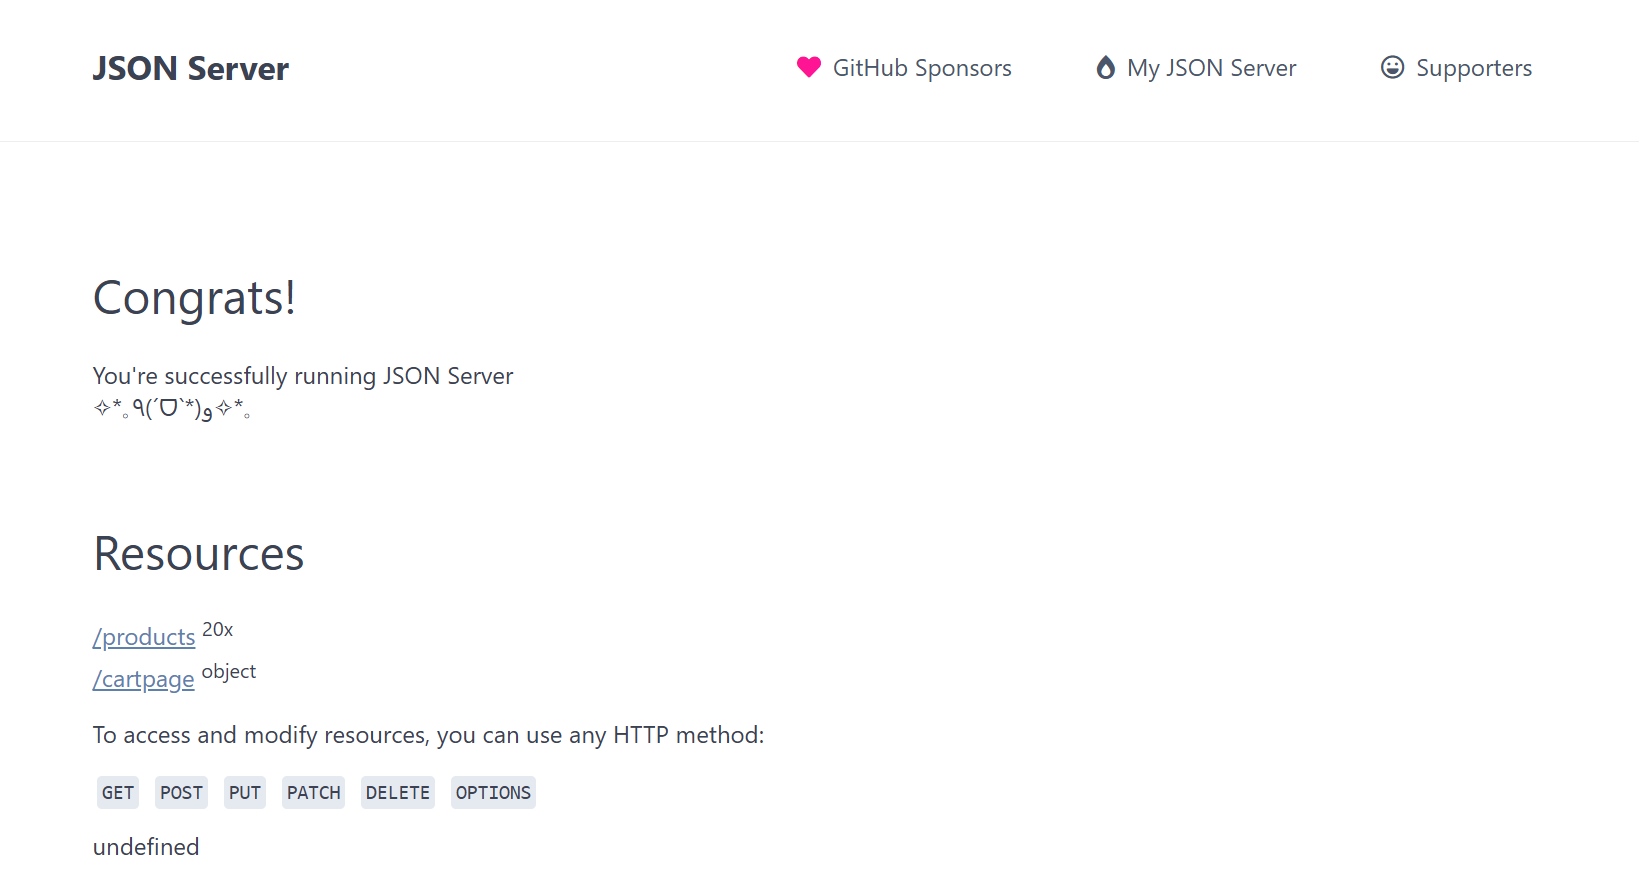 JSON Server
GitHub Sponsors
My JSON Server
Supporters
Congrats!
You're successfully running JSON Server
✧*｡٩(ˊᗜˋ*)و✧*｡
Resources
/products 20x
/cartpage object
To access and modify resources, you can use any HTTP method:
GET POST PUT PATCH DELETE OPTIONS
undefined